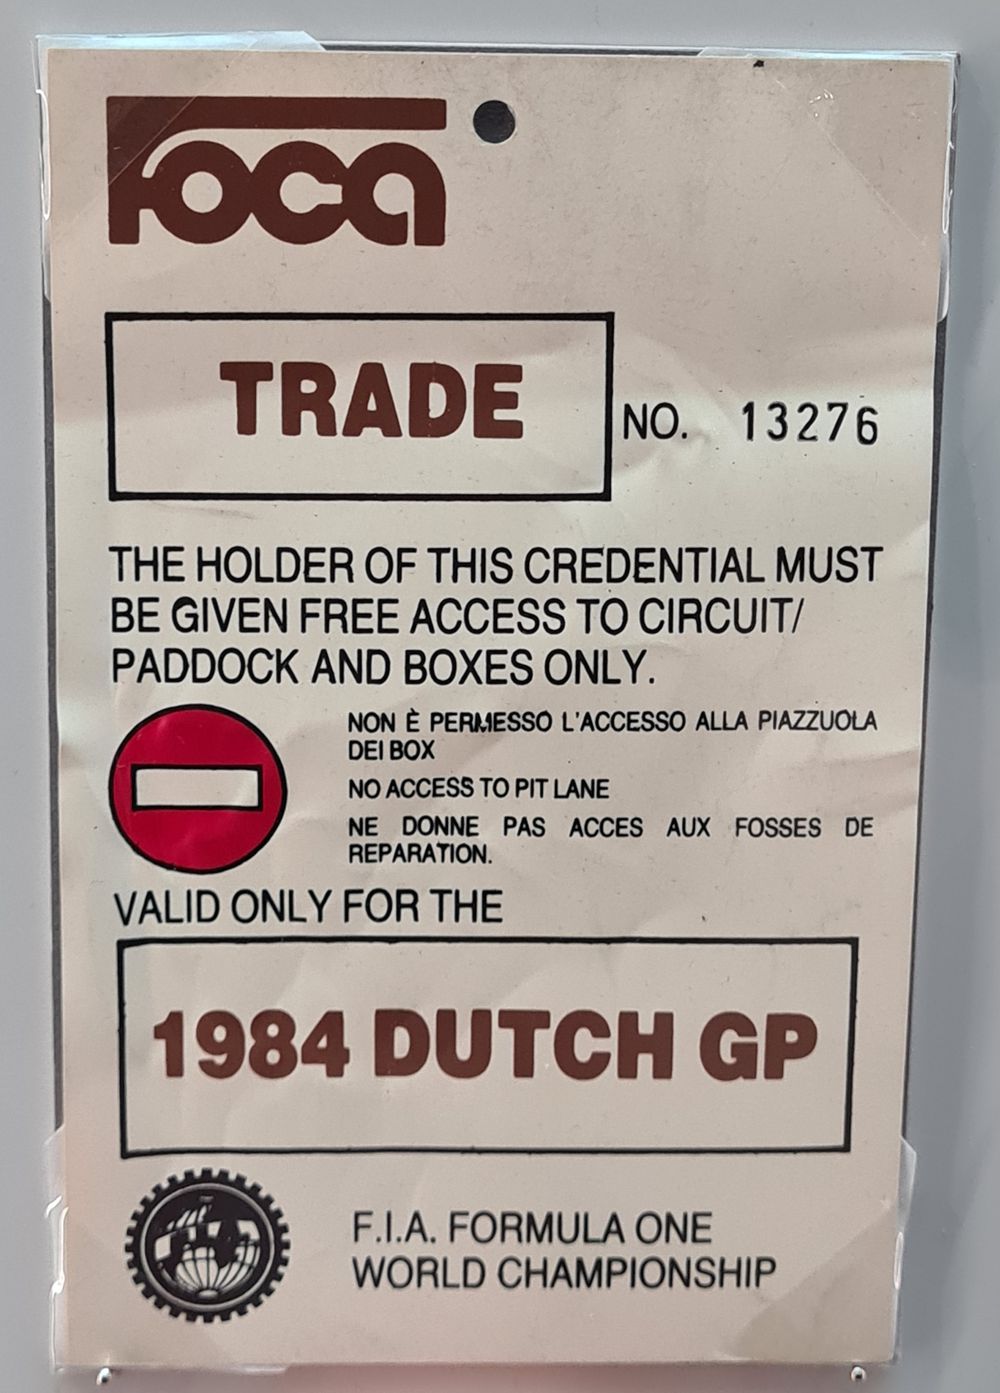 FOCA
TRADE
NO. 13276
THE HOLDER OF THIS CREDENTIAL MUST
BE GIVEN FREE ACCESS TO CIRCUIT/
PADDOCK AND BOXES ONLY.
NON È PERMESSO L'ACCESSO ALLA PIAZZUOLA
DEI BOX
NO ACCESS TO PIT LANE
NE DONNE PAS ACCES AUX FOSSES DE
REPARATION.
VALID ONLY FOR THE
1984 DUTCH GP
F.I.A. FORMULA ONE
WORLD CHAMPIONSHIP